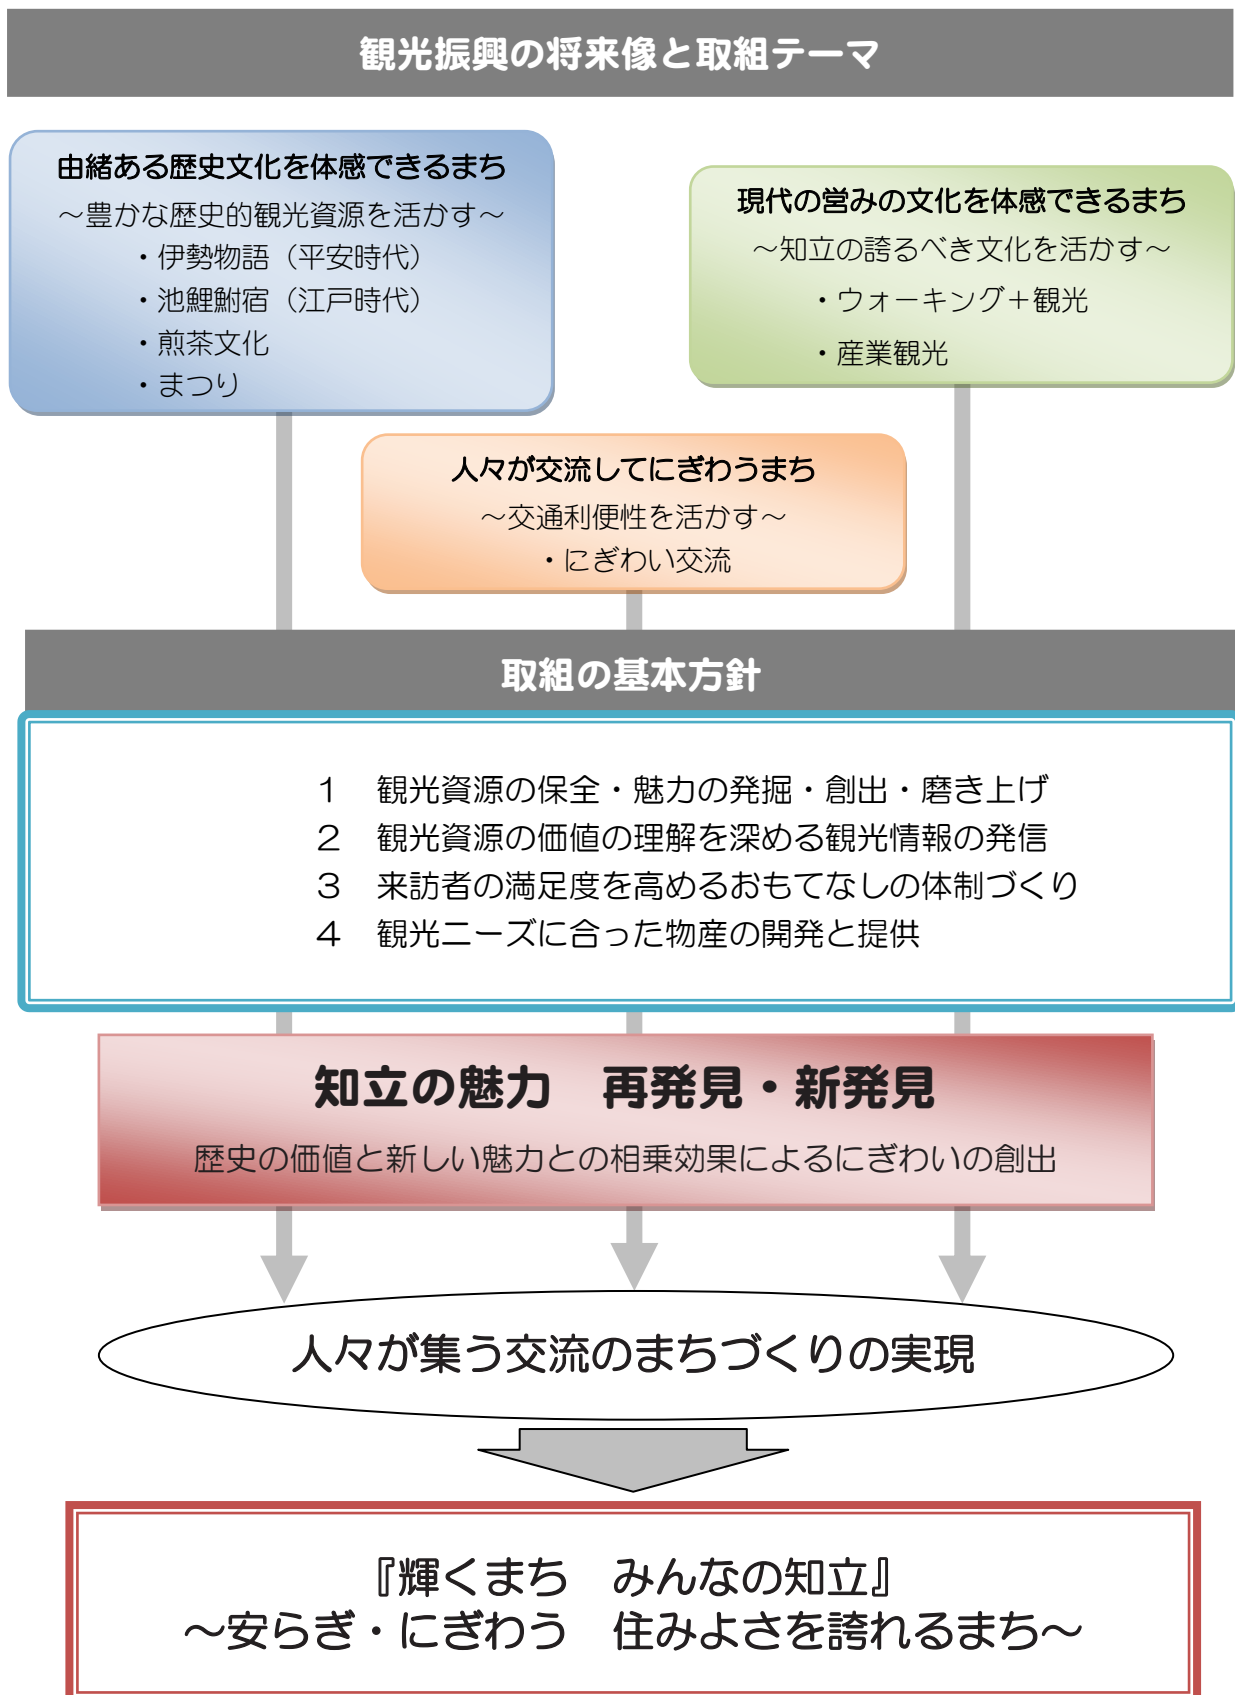 観光振興の将来像と取組テーマ
由緒ある歴史文化を体感できるまち
～豊かな歴史的観光資源を活かす～
・伊勢物語（平安時代）
・池鯉鮒宿（江戸時代）
・煎茶文化
・まつり
現代の営みの文化を体感できるまち
～知立の誇るべき文化を活かす～
・ウォーキング＋観光
・産業観光
人々が交流してにぎわうまち
～交通利便性を活かす～
・にぎわい交流
取組の基本方針
１　観光資源の保全・魅力の発掘・創出・磨き上げ
２　観光資源の価値の理解を深める観光情報の発信
３　来訪者の満足度を高めるおもてなしの体制づくり
４　観光ニーズに合った物産の開発と提供
知立の魅力　再発見・新発見
歴史の価値と新しい魅力との相乗効果によるにぎわいの創出
人々が集う交流のまちづくりの実現
『輝くまち　みんなの知立』
～安らぎ・にぎわう　住みよさを誇れるまち～